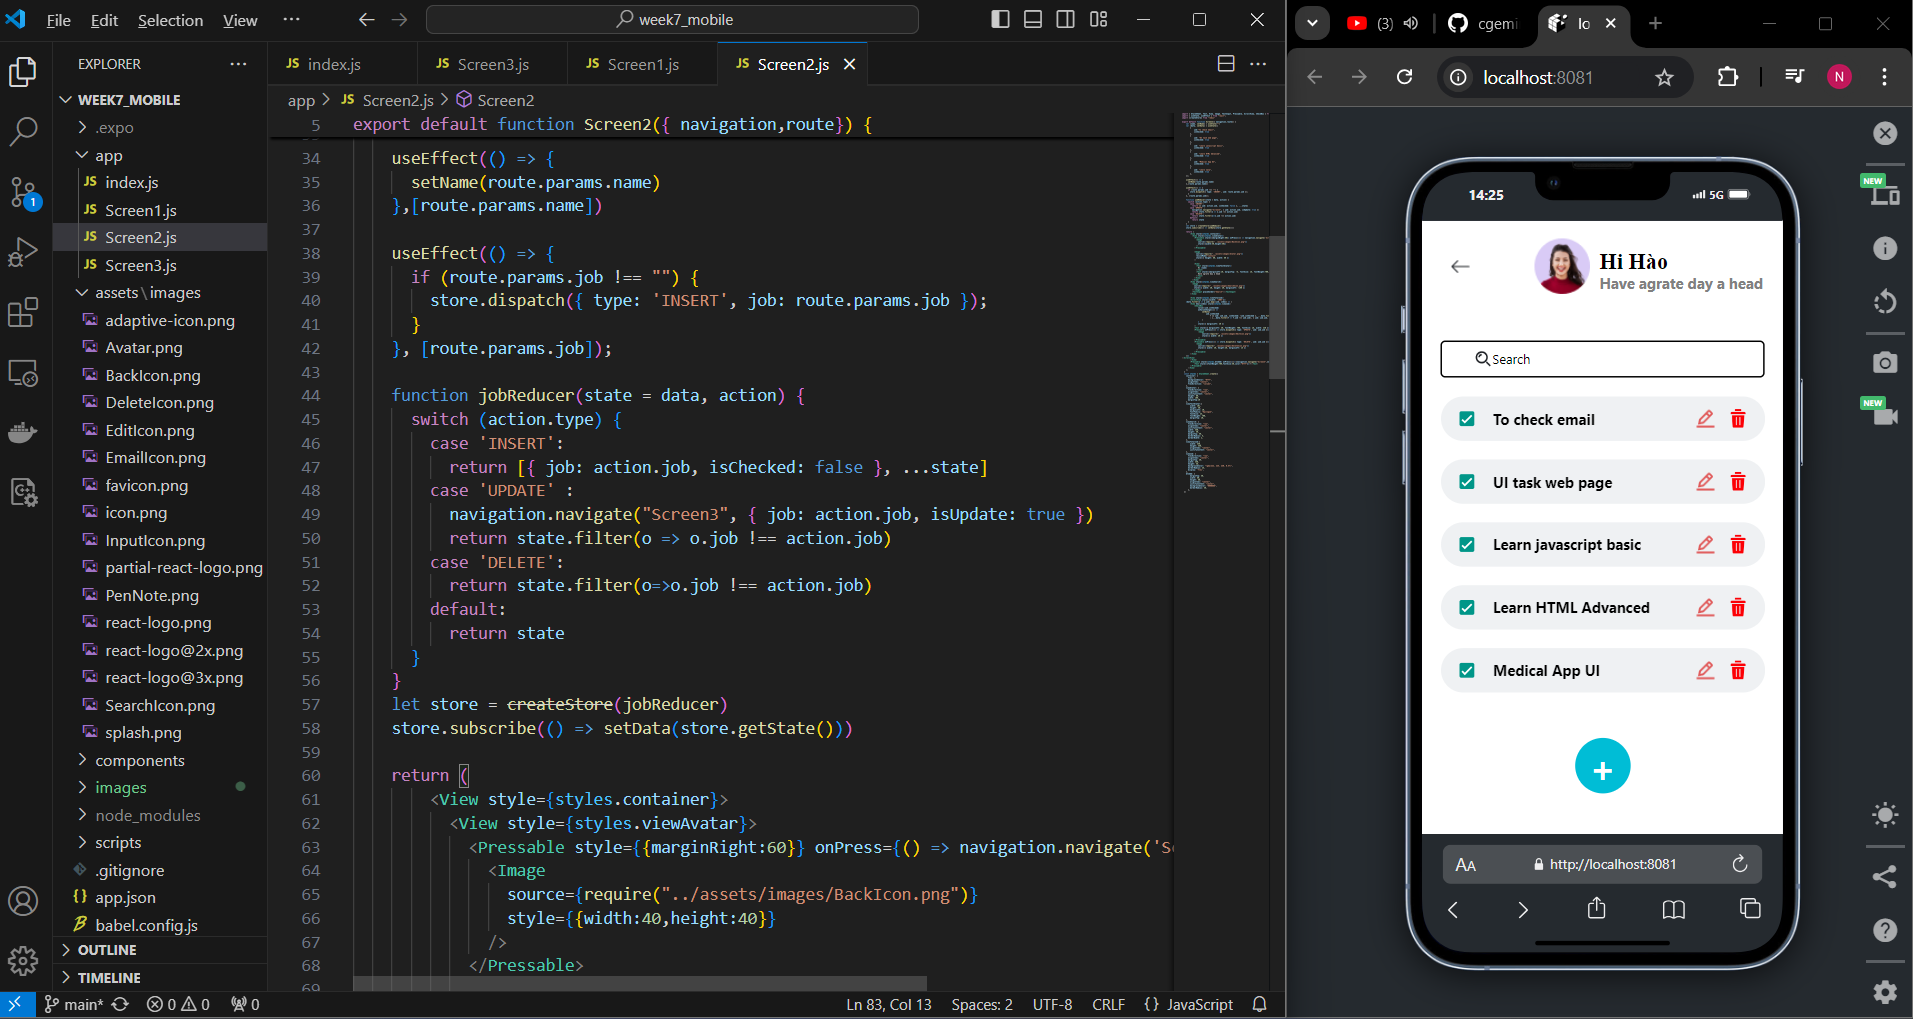 File Edit Selection View ···
week7_mobile
EXPLORER
WEEK7_MOBILE
.expo
app
JS index.js
JS Screen1.js
JS Screen2.js
JS Screen3.js
assets\images
adaptive-icon.png
Avatar.png
BackIcon.png
DeleteIcon.png
EditIcon.png
EmailIcon.png
favicon.png
icon.png
InputIcon.png
partial-react-logo.png
PenNote.png
react-logo.png
react-logo@2x.png
react-logo@3x.png
SearchIcon.png
splash.png
components
images
node_modules
scripts
.gitignore
{} app.json
babel.config.js
OUTLINE
TIMELINE
1
JS index.js
JS Screen3.js
JS Screen1.js
JS Screen2.js
app > JS Screen2.js > Screen2
5 export default function Screen2({ navigation,route}) {
34 useEffect(() => {
35 setName(route.params.name)
36 },[route.params.name])
37
38 useEffect(() => {
39 if (route.params.job !== "") {
40 store.dispatch({ type: 'INSERT', job: route.params.job });
41 }
42 }, [route.params.job]);
43
44 function jobReducer(state = data, action) {
45 switch (action.type) {
46 case 'INSERT':
47 return [{ job: action.job, isChecked: false }, ...state]
48 case 'UPDATE' :
49 navigation.navigate("Screen3", { job: action.job, isUpdate: true })
50 return state.filter(o => o.job !== action.job)
51 case 'DELETE':
52 return state.filter(o=>o.job !== action.job)
53 default:
54 return state
55 }
56 }
57 let store = createStore(jobReducer)
58 store.subscribe(() => setData(store.getState()))
59
60 return (
61 <View style={styles.container}>
62 <View style={styles.viewAvatar}>
63 <Pressable style={{marginRight:60}} onPress={() => navigation.navigate('Sc
64 <Image
65 source={require("../assets/images/BackIcon.png")}
66 style={{width:40,height:40}}
67 />
68 </Pressable>
69
main* 0 0 0
Ln 83, Col 13 Spaces: 2 UTF-8 CRLF {} JavaScript
(3) cgemi lo
localhost:8081
N
NEW
NEW
14:25 5G
Hi Hào
Have agrate day a head
Search
To check email
UI task web page
Learn javascript basic
Learn HTML Advanced
Medical App UI
+
AA http://localhost:8081